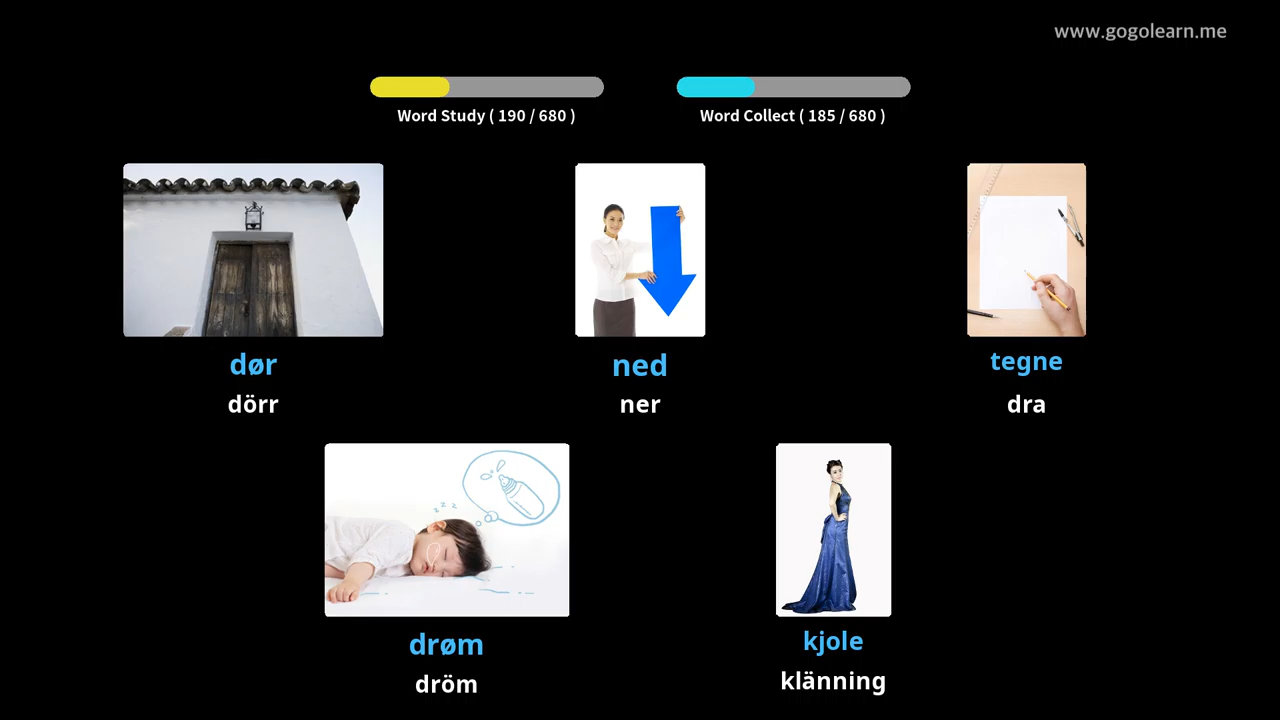 www.gogolearn.me
Word Study ( 190 / 680 )
Word Collect ( 185 / 680 )
dør
dörr
ned
ner
tegne
dra
drøm
dröm
kjole
klänning